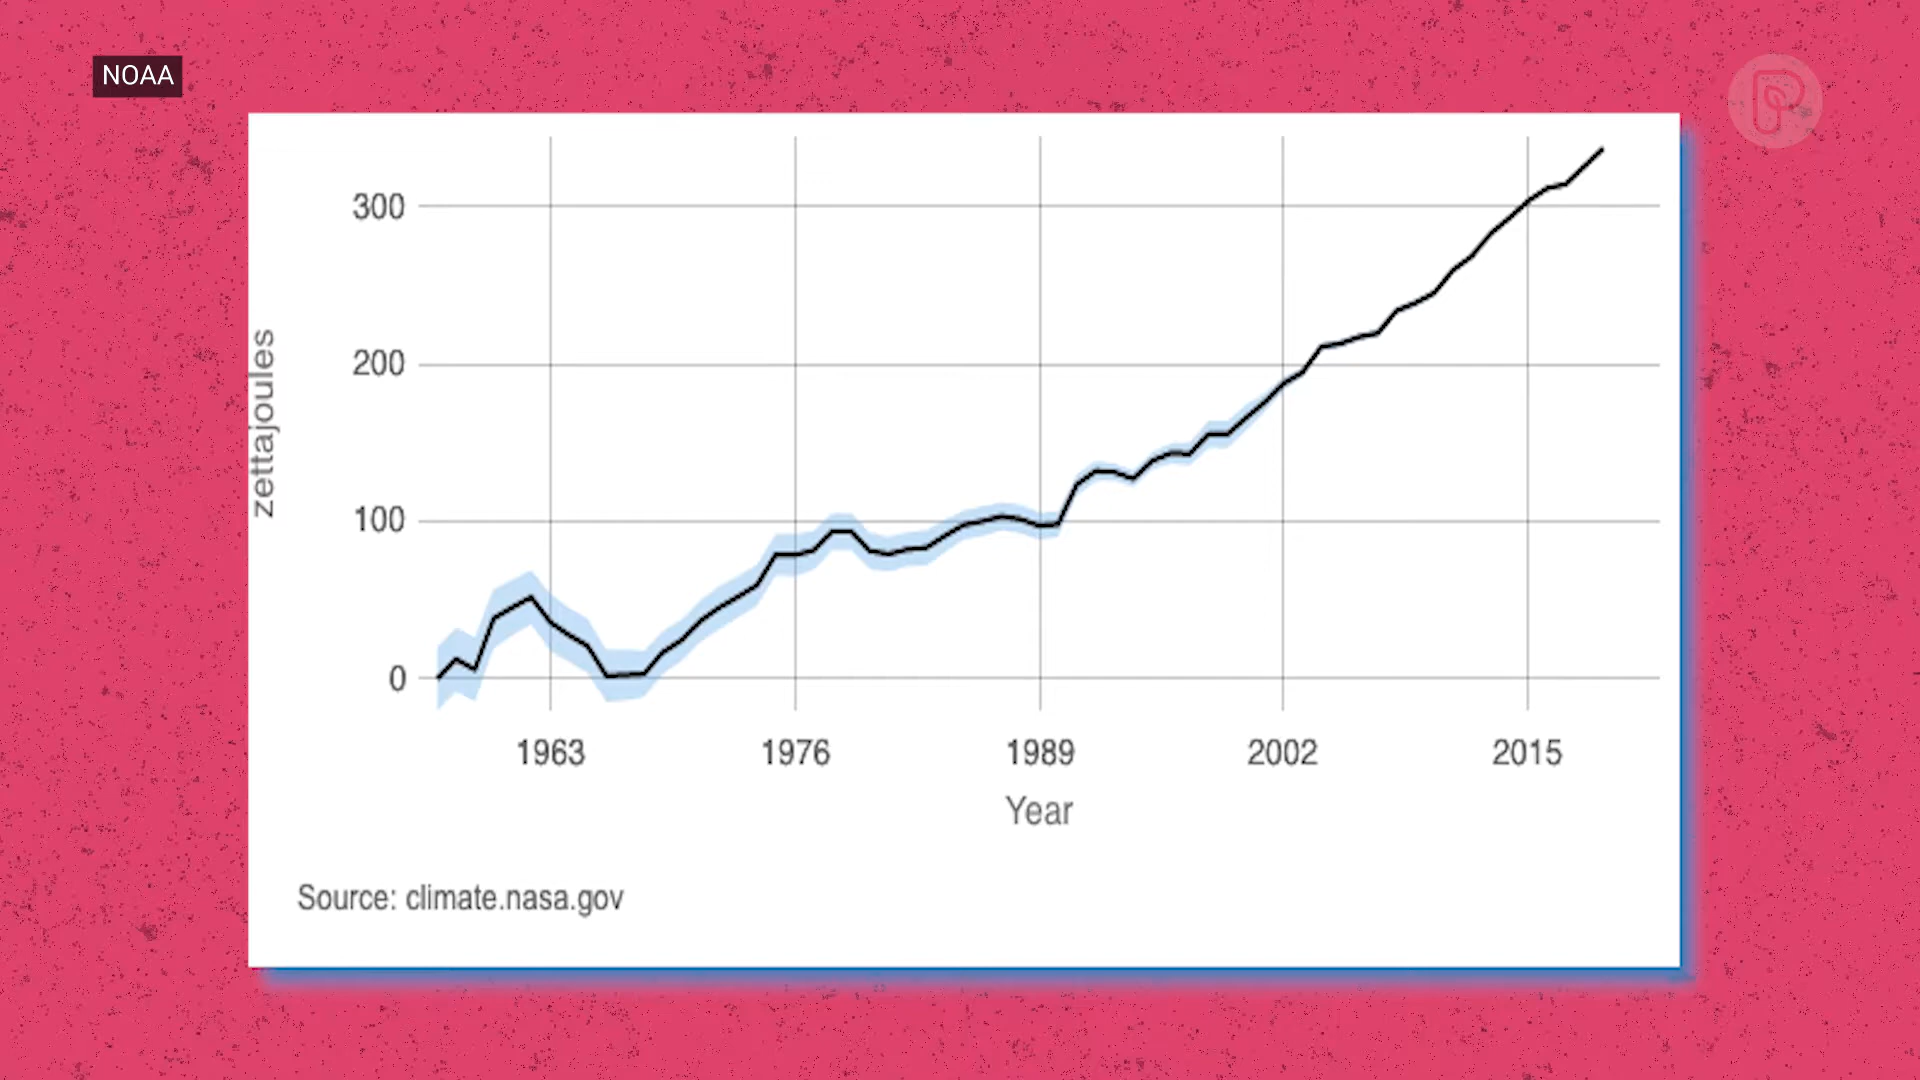 NOAA
300
200
100
0
zettajoules
1963 1976 1989 2002 2015
Year
Source: climate.nasa.gov